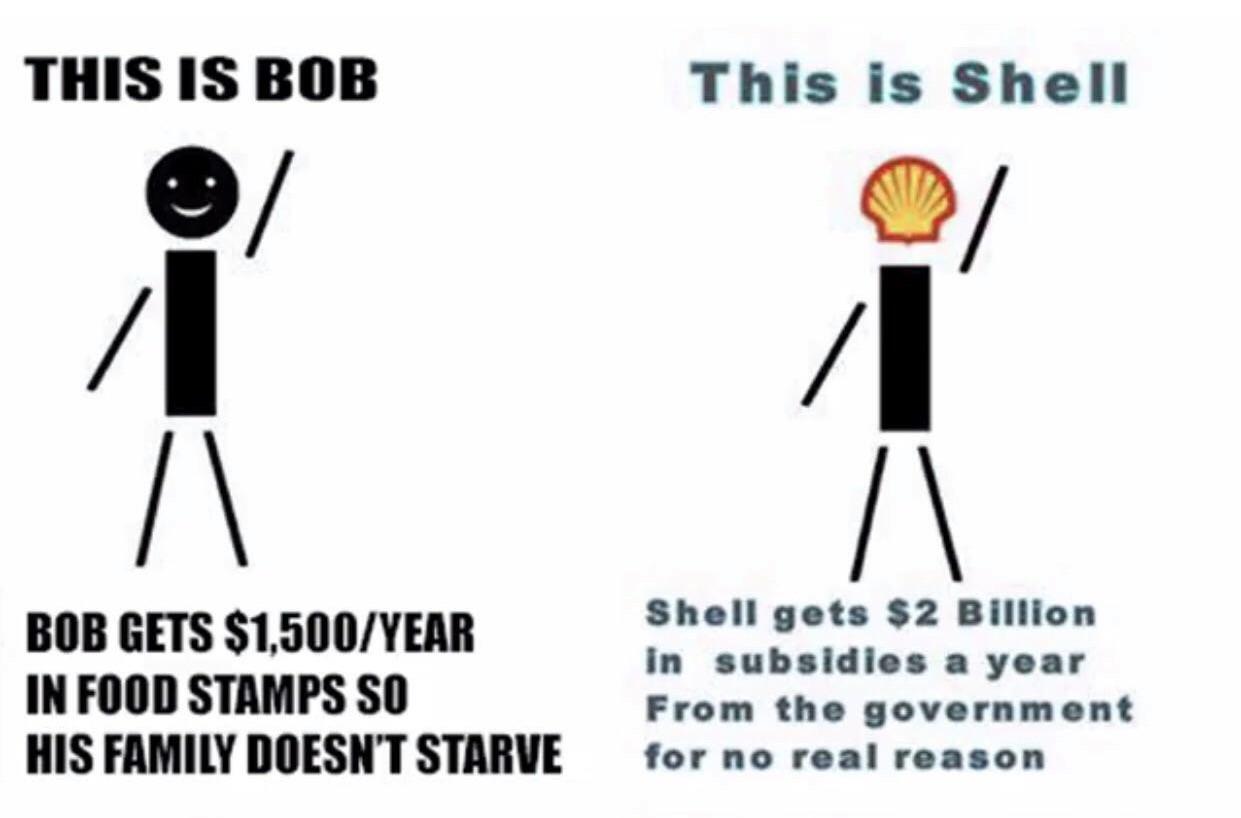 THIS IS BOB
BOB GETS $1,500/YEAR
IN FOOD STAMPS SO
HIS FAMILY DOESN'T STARVE
This is Shell
Shell gets $2 Billion
in subsidies a year
From the government
for no real reason